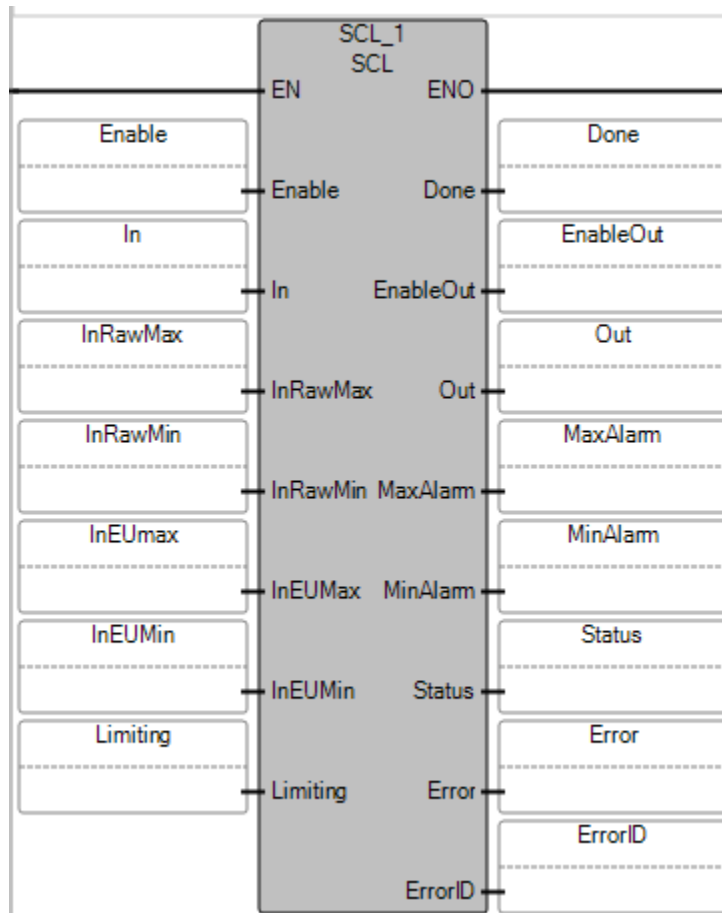 SCL_1
SCL
EN ENO
Enable Done
Enable Done
In EnableOut
In EnableOut
InRawMax Out
InRawMax Out
InRawMin MaxAlarm
InRawMin MaxAlarm
InEUmax MinAlarm
InEUMax MinAlarm
InEUMin Status
InEUMin Status
Limiting Error
Limiting Error
ErrorID
ErrorID